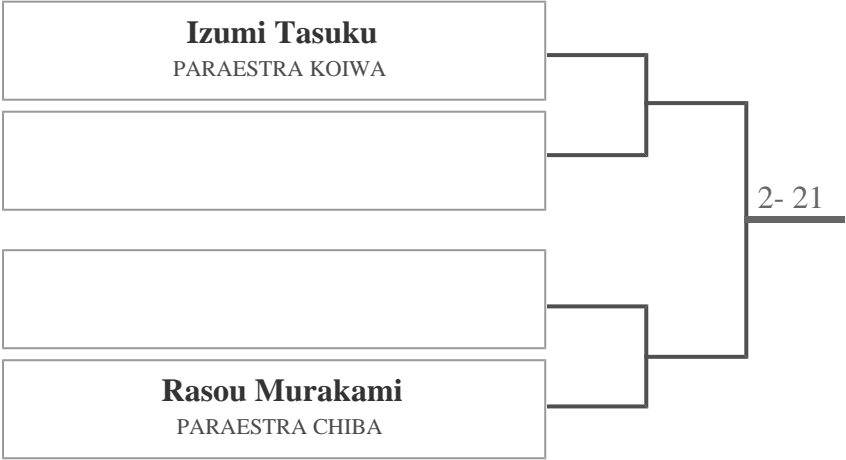 Izumi Tasuku
PARAESTRA KOIWA
2- 21
Rasou Murakami
PARAESTRA CHIBA